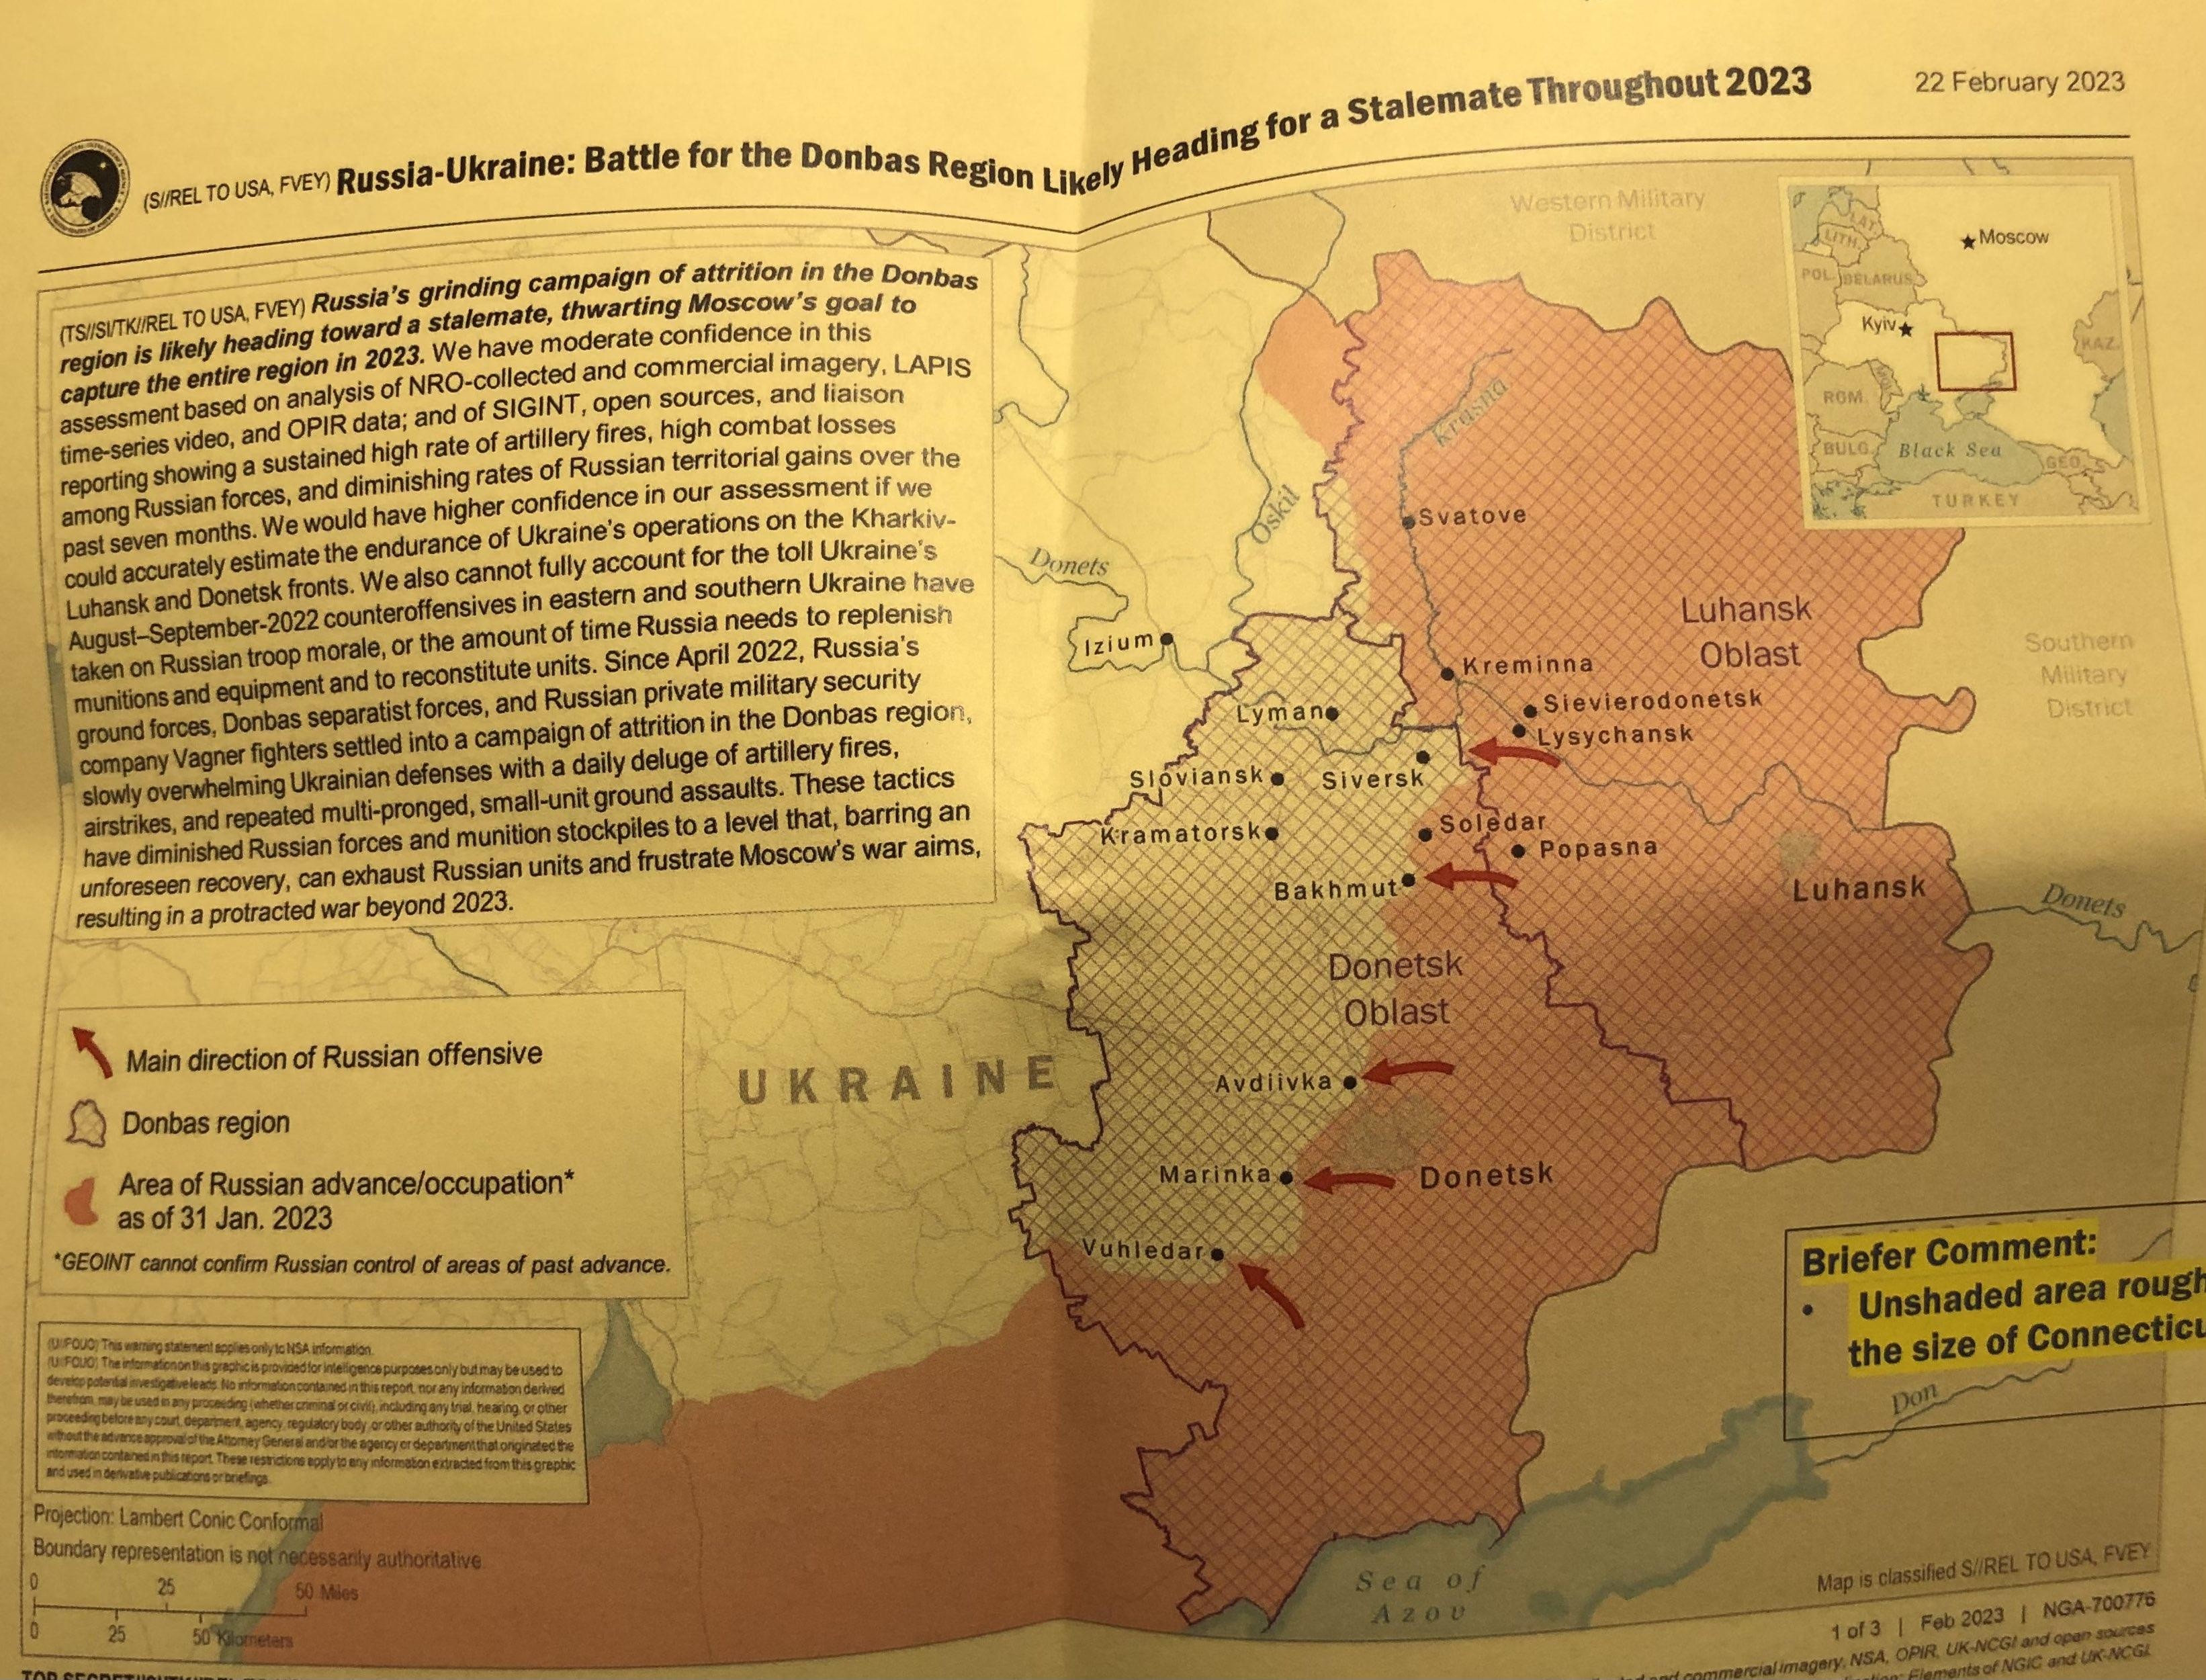 22 February 2023
(S//REL TO USA, FVEY) Russia-Ukraine: Battle for the Donbas Region Likely Heading for a Stalemate Throughout 2023
(TS//SI/TK//REL TO USA, FVEY) Russia's grinding campaign of attrition in the Donbas
region is likely heading toward a stalemate, thwarting Moscow's goal to
capture the entire region in 2023. We have moderate confidence in this
assessment based on analysis of NRO-collected and commercial imagery, LAPIS
time-series video, and OPIR data; and of SIGINT, open sources, and liaison
reporting showing a sustained high rate of artillery fires, high combat losses
among Russian forces, and diminishing rates of Russian territorial gains over the
past seven months. We would have higher confidence in our assessment if we
could accurately estimate the endurance of Ukraine's operations on the Kharkiv-
Luhansk and Donetsk fronts. We also cannot fully account for the toll Ukraine's
August–September-2022 counteroffensives in eastern and southern Ukraine have
taken on Russian troop morale, or the amount of time Russia needs to replenish
munitions and equipment and to reconstitute units. Since April 2022, Russia's
ground forces, Donbas separatist forces, and Russian private military security
company Vagner fighters settled into a campaign of attrition in the Donbas region,
slowly overwhelming Ukrainian defenses with a daily deluge of artillery fires,
airstrikes, and repeated multi-pronged, small-unit ground assaults. These tactics
have diminished Russian forces and munition stockpiles to a level that, barring an
unforeseen recovery, can exhaust Russian units and frustrate Moscow's war aims,
resulting in a protracted war beyond 2023.
Main direction of Russian offensive
Donbas region
Area of Russian advance/occupation*
as of 31 Jan. 2023
*GEOINT cannot confirm Russian control of areas of past advance.
(U//FOUO) This warning statement applies only to NSA information.
(U//FOUO) The information on this graphic is provided for intelligence purposes only but may be used to
develop potential investigative leads. No information contained in this report, nor any information derived
therefrom, may be used in any proceeding (whether criminal or civil), including any trial, hearing, or other
proceeding before any court, department, agency, regulatory body, or other authority of the United States
without the advance approval of the Attorney General and/or the agency or department that originated the
information contained in this report. These restrictions apply to any information extracted from this graphic
and used in derivative publications or briefings.
Projection: Lambert Conic Conformal
Boundary representation is not necessarily authoritative
0 25 50 Miles
0 25 50 Kilometers
Western Military
District
Moscow
LAT.
LITH.
POL.
BELARUS
Kyiv
KAZ.
ROM.
BULG.
Black Sea
GEO.
TURKEY
Krasna
Oskil
Svatove
Donets
Luhansk
Oblast
Izium
Southern
Military
District
Kreminna
Sievierodonetsk
Lyman
Lysychansk
Sloviansk
Siversk
Kramatorsk
Soledar
Popasna
Bakhmut
Luhansk
Donets
Donetsk
Oblast
UKRAINE
Avdiivka
Marinka
Donetsk
Vuhledar
Briefer Comment:
• Unshaded area rough
the size of Connecticu
Don
Sea of
Azov
Map is classified S//REL TO USA, FVEY
1 of 3 | Feb 2023 | NGA-700776
and commercial imagery, NSA, OPIR, UK-NCGI and open sources
Elements of NGIC and UK-NCGI.